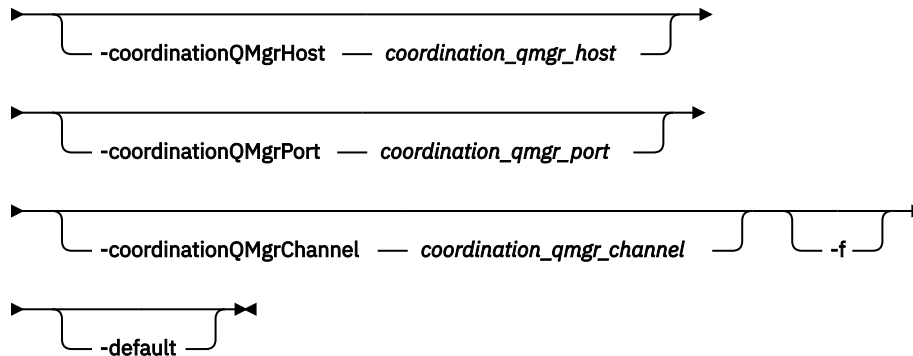 -coordinationQMgrHost coordination_qmgr_host
-coordinationQMgrPort coordination_qmgr_port
-coordinationQMgrChannel coordination_qmgr_channel -f
-default